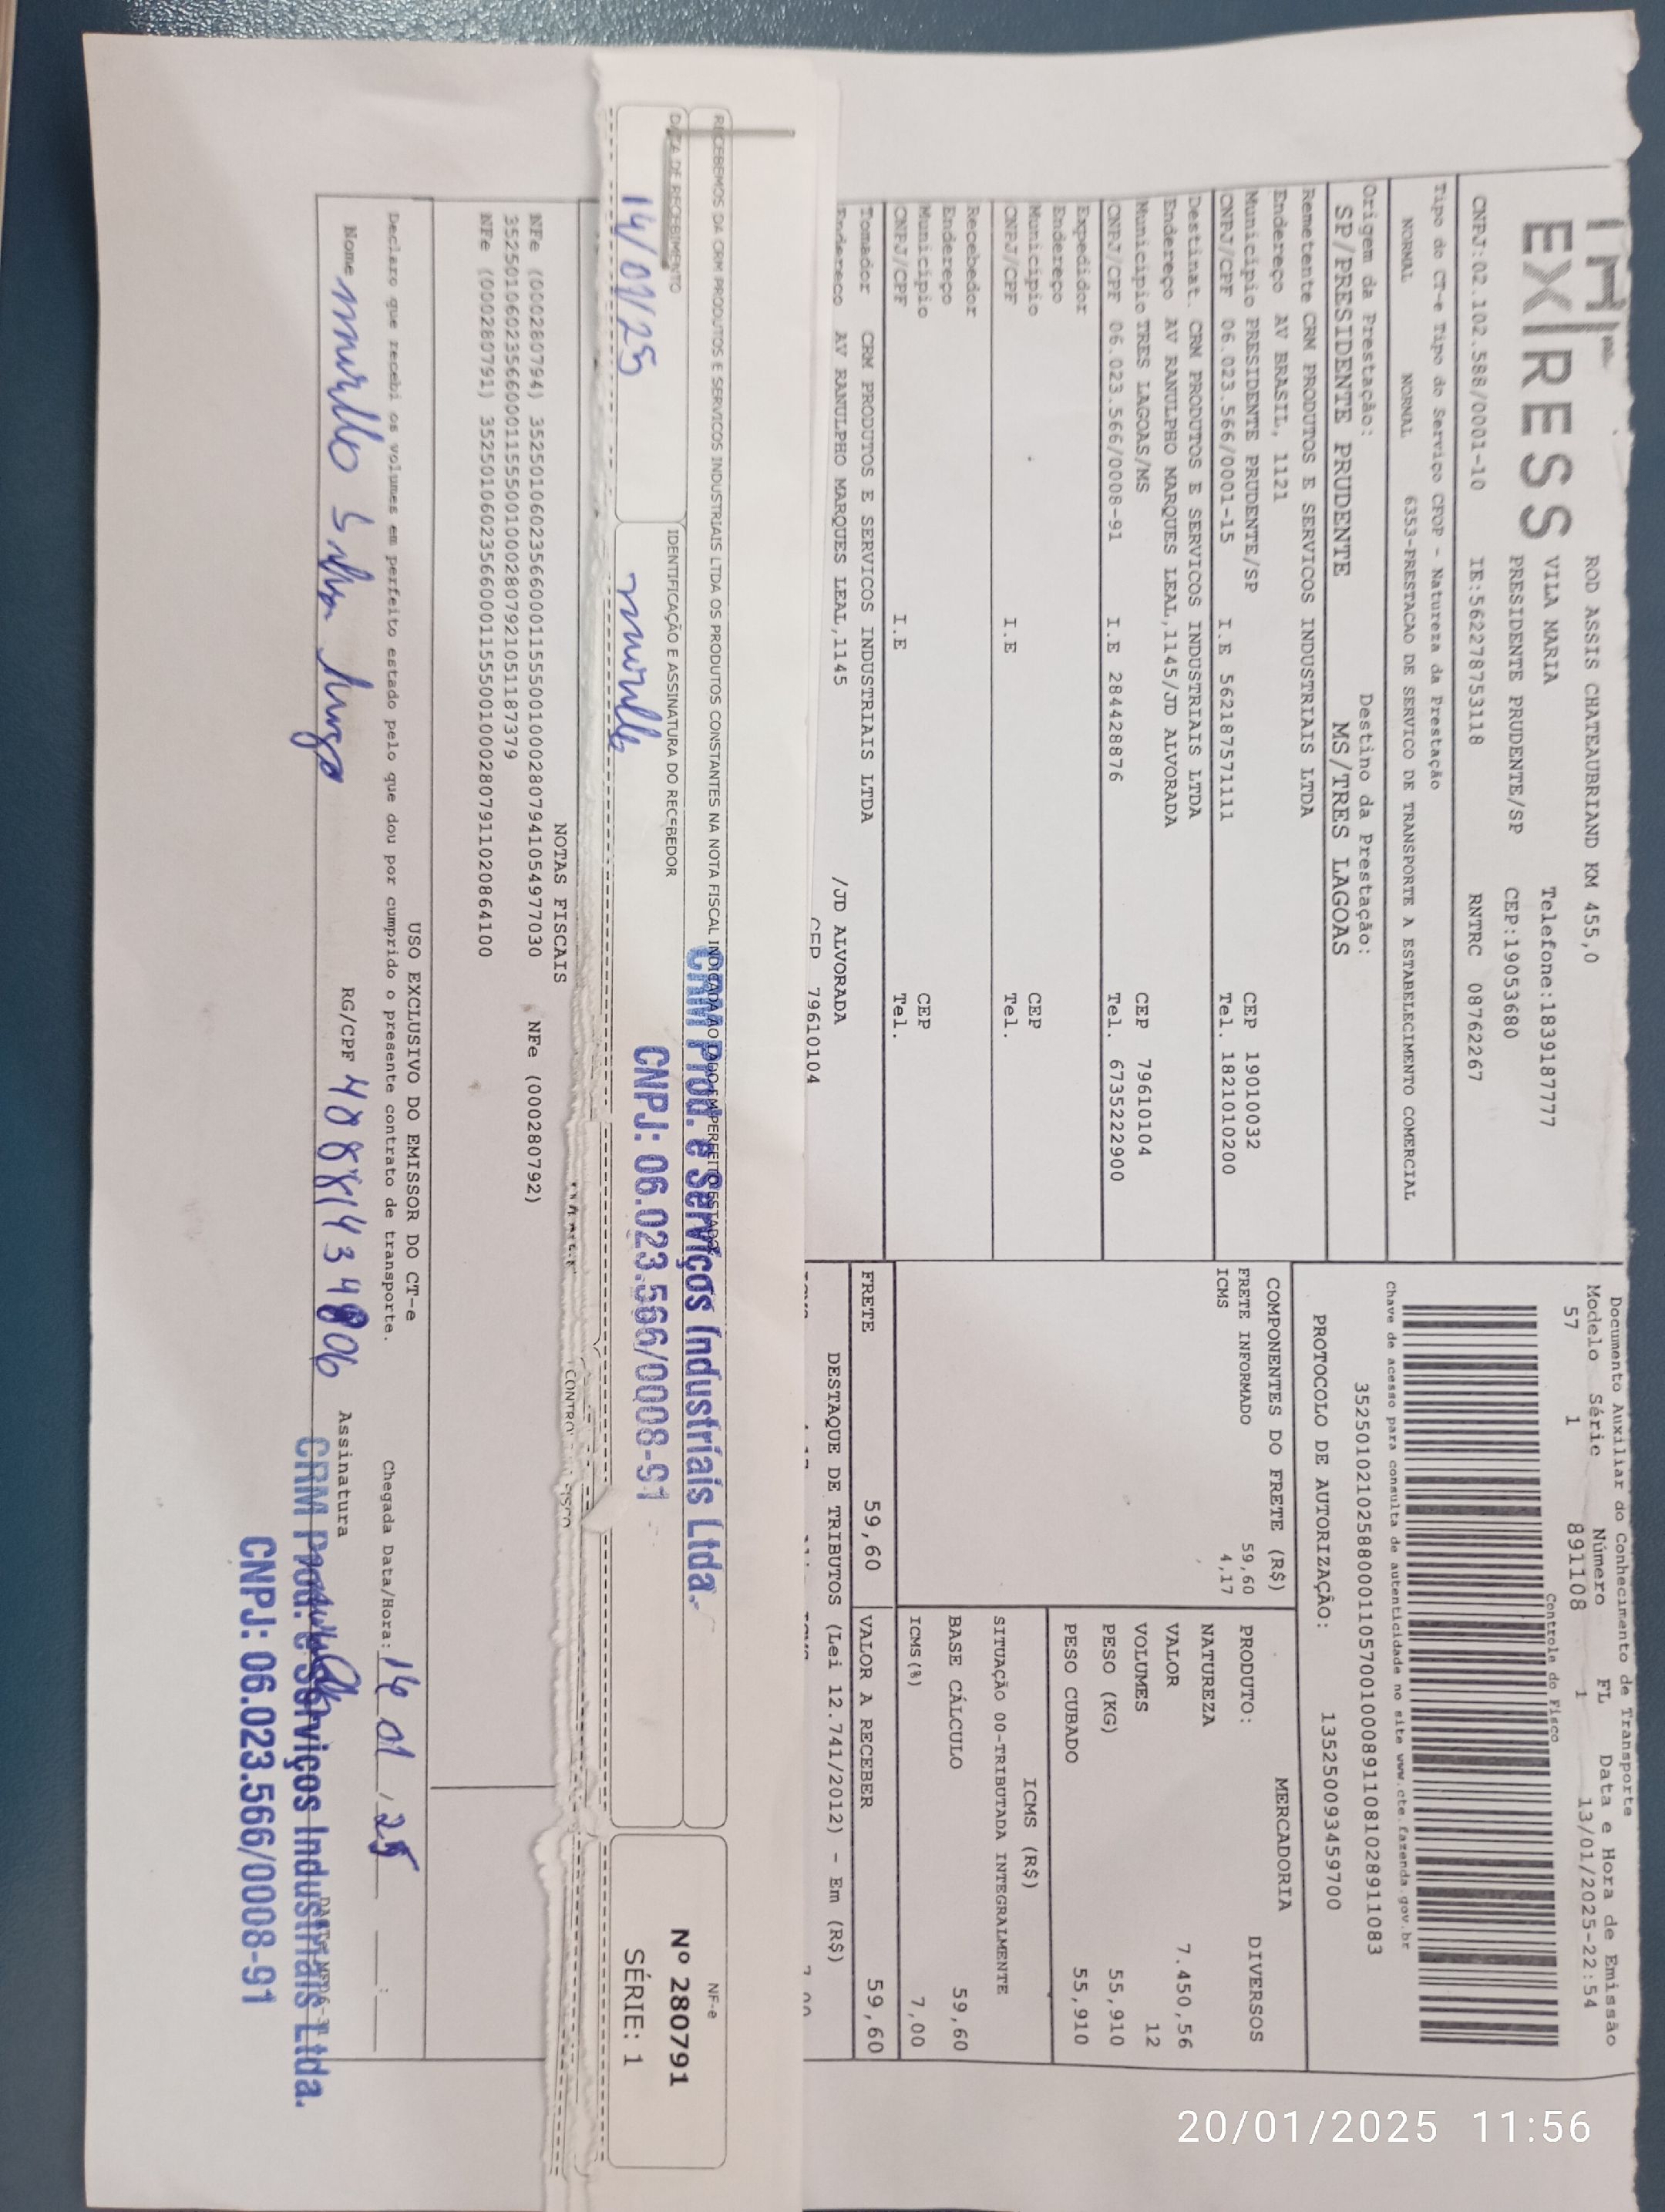 EXPRESS
ROD ASSIS CHATEAUBRIAND KM 455,0
VILA MARIA Telefone:1839187777
PRESIDENTE PRUDENTE/SP CEP:19053680
CNPJ:02.102.588/0001-10 IE:562278753118 RNTRC 08762267
Tipo do CT-e Tipo do Serviço CFOP - Natureza da Prestação
NORMAL NORMAL 6353-PRESTACAO DE SERVICO DE TRANSPORTE A ESTABELECIMENTO COMERCIAL
Origem da Prestação: Destino da Prestação:
SP/PRESIDENTE PRUDENTE MS/TRES LAGOAS
Documento Auxiliar do Conhecimento de Transporte
Modelo Série Número FL Data e Hora de Emissão
57 1 891108 1 13/01/2025-22:54
Controle do Fisco
Chave de acesso para consulta de autenticidade no site www.cte.fazenda.gov.br
35250102102588000110570010008911081028911083
PROTOCOLO DE AUTORIZAÇÃO: 135250093459700
Remetente CRM PRODUTOS E SERVICOS INDUSTRIAIS LTDA
Endereço AV BRASIL, 1121
Município PRESIDENTE PRUDENTE/SP CEP 19010032
CNPJ/CPF 06.023.566/0001-15 I.E 562187571111 Tel. 1821010200
Destinat. CRM PRODUTOS E SERVICOS INDUSTRIAIS LTDA
Endereço AV RANULPHO MARQUES LEAL,1145/JD ALVORADA
Município TRES LAGOAS/MS CEP 79610104
CNPJ/CPF 06.023.566/0008-91 I.E 284428876 Tel. 6735222900
Expedidor
Endereço
Município CEP
CNPJ/CPF I.E Tel.
Recebedor
Endereço
Município CEP
CNPJ/CPF I.E Tel.
Tomador CRM PRODUTOS E SERVICOS INDUSTRIAIS LTDA
Endereço AV RANULPHO MARQUES LEAL,1145 /JD ALVORADA
CEP 79610104
COMPONENTES DO FRETE (R$)
FRETE INFORMADO 59,60
ICMS 4,17
MERCADORIA
PRODUTO: DIVERSOS
NATUREZA
VALOR 7.450,56
VOLUMES 12
PESO (KG) 55,910
PESO CUBADO 55,910
ICMS (R$)
SITUAÇÃO 00-TRIBUTADA INTEGRALMENTE
BASE CÁLCULO 59,60
ICMS(%) 7,00
FRETE 59,60 VALOR A RECEBER 59,60
DESTAQUE DE TRIBUTOS (Lei 12.741/2012) - Em (R$)
RECEBEMOS DA CRM PRODUTOS E SERVICOS INDUSTRIAIS LTDA OS PRODUTOS CONSTANTES NA NOTA FISCAL INDICADA AO LADO EM PERFEITO ESTADO.
CRM Prod. e Serviços Industriais Ltda.
CNPJ: 06.023.566/0008-91
DATA DE RECEBIMENTO IDENTIFICAÇÃO E ASSINATURA DO RECEBEDOR
14/01/25 murillo
NF-e
Nº 280791
SÉRIE: 1
NOTAS FISCAIS
NFe (000280794) 35250106023566000115550010002807941054977030 NFe (000280792)
35250106023566000115550010002807921051187379
NFe (000280791) 35250106023566000115550010002807911020864100
USO EXCLUSIVO DO EMISSOR DO CT-e
Declaro que recebi os volumes em perfeito estado pelo que dou por cumprido o presente contrato de transporte. Chegada Data/Hora: 14 01 / 25
Nome murillo RG/CPF Assinatura
CRM Prod. e Serviços Industriais Ltda.
CNPJ: 06.023.566/0008-91
20/01/2025 11:56